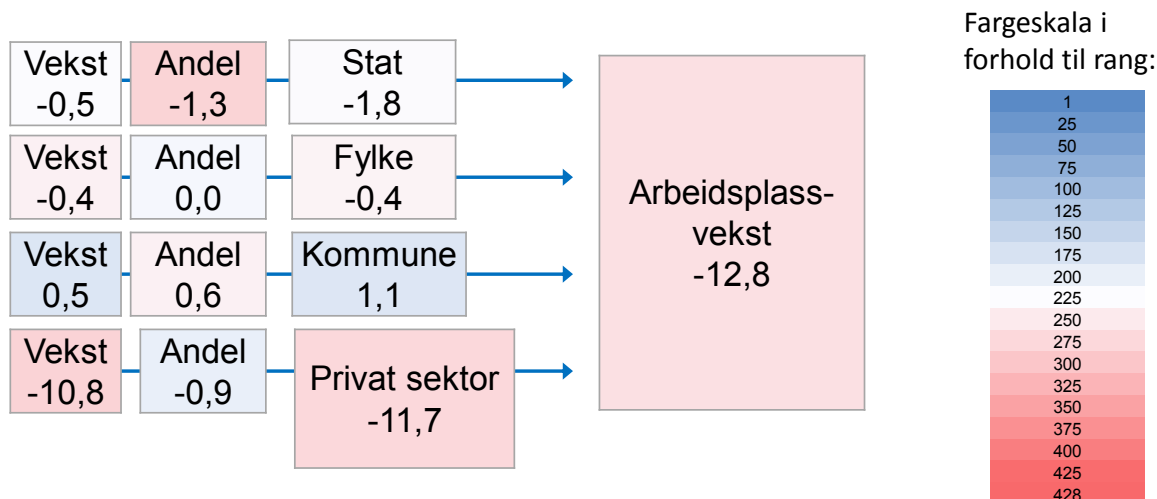 Fargeskala i
forhold til rang:
Vekst
-0,5
Andel
-1,3
Stat
-1,8
Vekst
-0,4
Andel
0,0
Fylke
-0,4
Vekst
0,5
Andel
0,6
Kommune
1,1
Vekst
-10,8
Andel
-0,9
Privat sektor
-11,7
Arbeidsplass-
vekst
-12,8
1
25
50
75
100
125
150
175
200
225
250
275
300
325
350
375
400
425
428